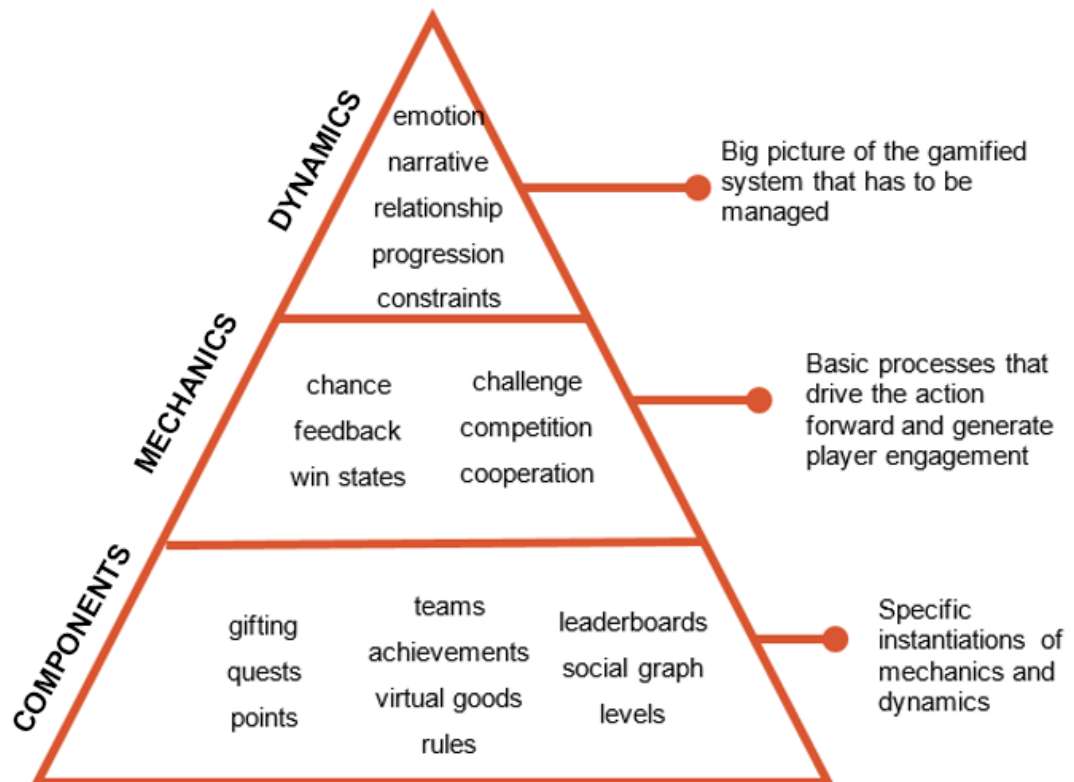 DYNAMICS
emotion
narrative
relationship
progression
constraints
Big picture of the gamified
system that has to be
managed
MECHANICS
chance
feedback
win states
challenge
competition
cooperation
Basic processes that
drive the action
forward and generate
player engagement
COMPONENTS
gifting
quests
points
teams
achievements
virtual goods
rules
leaderboards
social graph
levels
Specific
instantiations of
mechanics and
dynamics